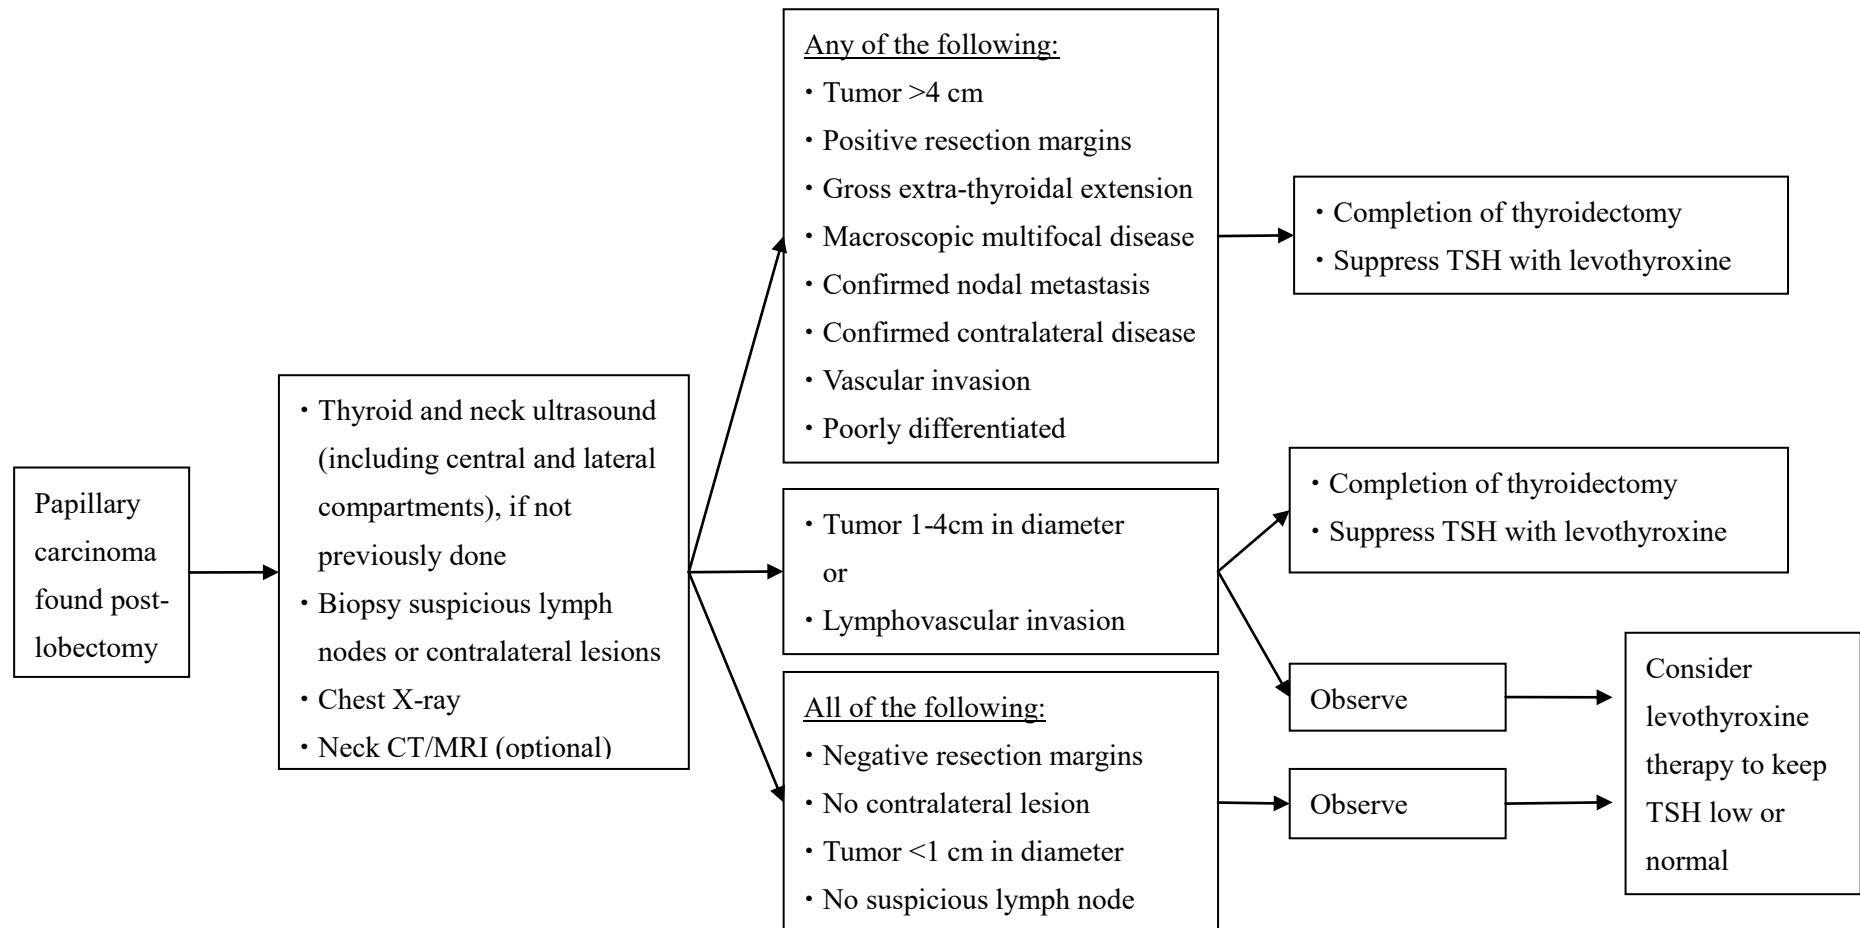 Papillary
carcinoma
found post-
lobectomy
・Thyroid and neck ultrasound
(including central and lateral
compartments), if not
previously done
・Biopsy suspicious lymph
nodes or contralateral lesions
・Chest X-ray
・Neck CT/MRI (optional)
Any of the following:
・Tumor >4 cm
・Positive resection margins
・Gross extra-thyroidal extension
・Macroscopic multifocal disease
・Confirmed nodal metastasis
・Confirmed contralateral disease
・Vascular invasion
・Poorly differentiated
・Completion of thyroidectomy
・Suppress TSH with levothyroxine
・Tumor 1-4cm in diameter
or
・Lymphovascular invasion
・Completion of thyroidectomy
・Suppress TSH with levothyroxine
Observe
All of the following:
・Negative resection margins
・No contralateral lesion
・Tumor <1 cm in diameter
・No suspicious lymph node
Observe
Consider
levothyroxine
therapy to keep
TSH low or
normal